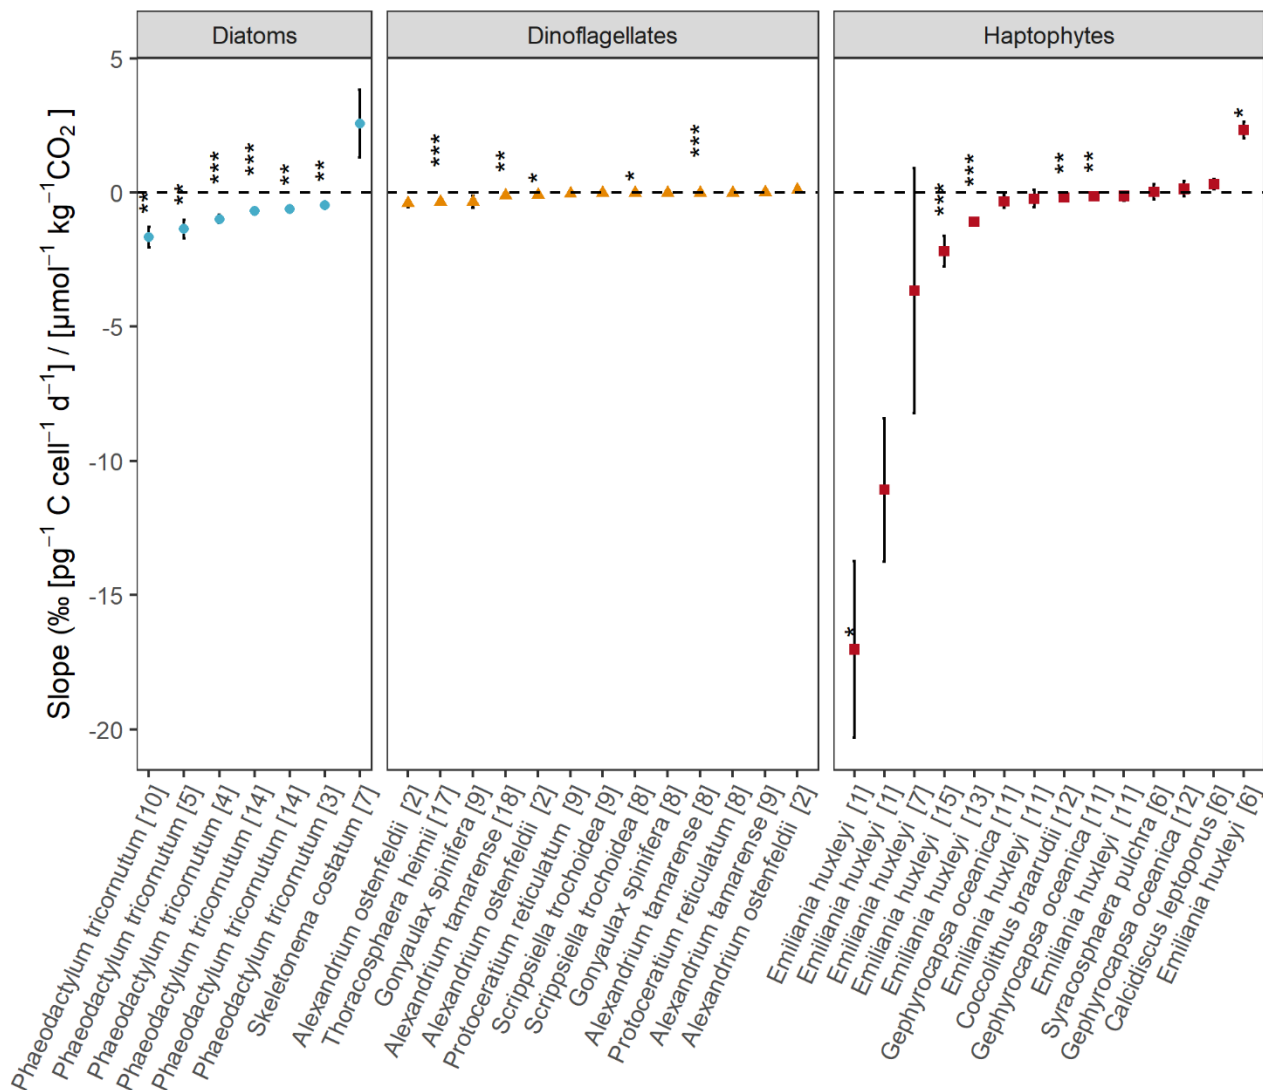 Diatoms
Dinoflagellates
Haptophytes
Slope (‰ [pg⁻¹ C cell⁻¹ d⁻¹] / [µmol⁻¹ kg⁻¹CO₂ ]
5
0
-5
-10
-15
-20
**
**
***
***
**
**
***
**
*
*
***
*
***
***
**
**
*
Phaeodactylum tricornutum [10]
Phaeodactylum tricornutum [5]
Phaeodactylum tricornutum [4]
Phaeodactylum tricornutum [14]
Phaeodactylum tricornutum [14]
Phaeodactylum tricornutum [3]
Skeletonema costatum [7]
Alexandrium ostenfeldii [2]
Thoracosphaera heimii [17]
Gonyaulax spinifera [9]
Alexandrium tamarense [18]
Alexandrium ostenfeldii [2]
Protoceratium reticulatum [9]
Scrippsiella trochoidea [9]
Scrippsiella trochoidea [8]
Gonyaulax spinifera [8]
Alexandrium tamarense [8]
Protoceratium reticulatum [8]
Alexandrium tamarense [9]
Alexandrium ostenfeldii [2]
Emiliania huxleyi [1]
Emiliania huxleyi [1]
Emiliania huxleyi [7]
Emiliania huxleyi [15]
Emiliania huxleyi [13]
Gephyrocapsa oceanica [11]
Emiliania huxleyi [11]
Coccolithus braarudii [12]
Gephyrocapsa oceanica [11]
Emiliania huxleyi [11]
Syracosphaera pulchra [6]
Gephyrocapsa oceanica [12]
Calcidiscus leptoporus [6]
Emiliania huxleyi [6]